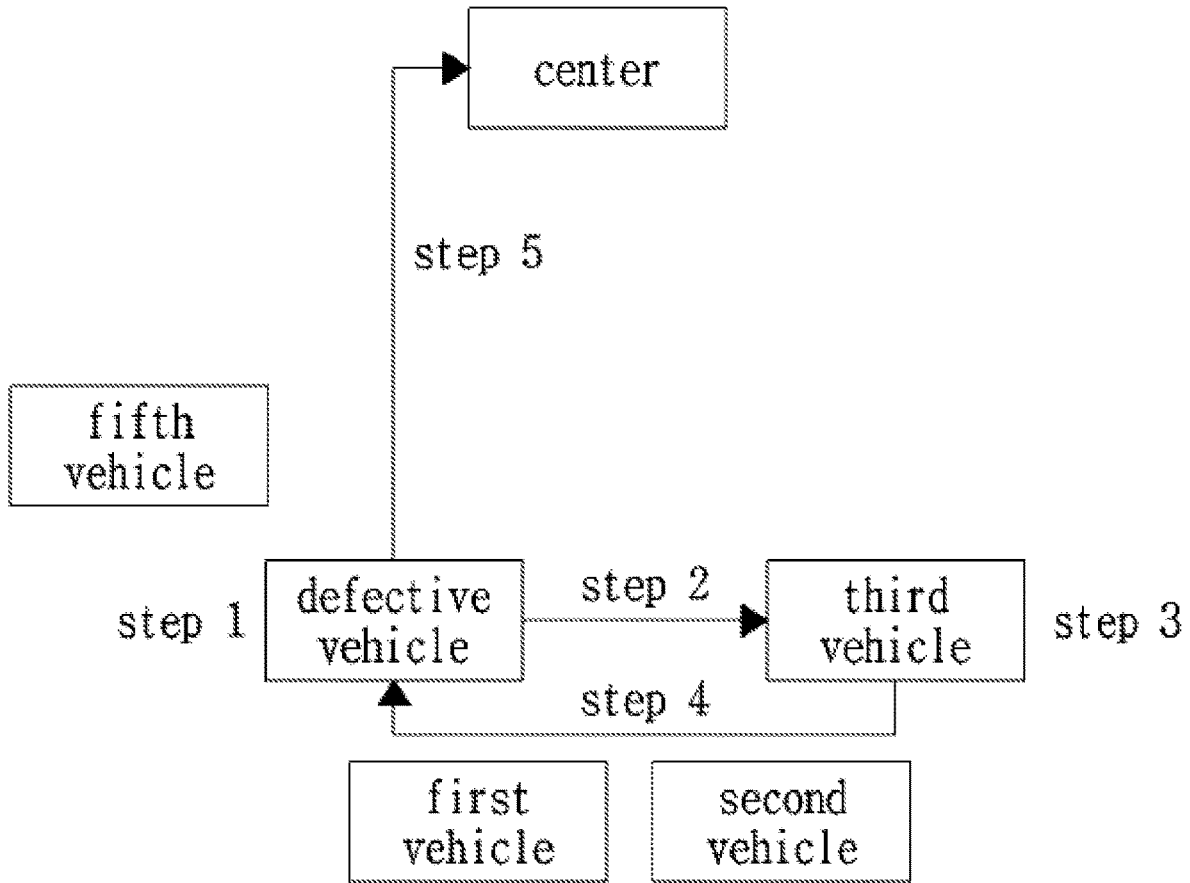 center
step 5
fifth
vehicle
step 1
defective
vehicle
step 2
third
vehicle
step 3
step 4
first
vehicle
second
vehicle